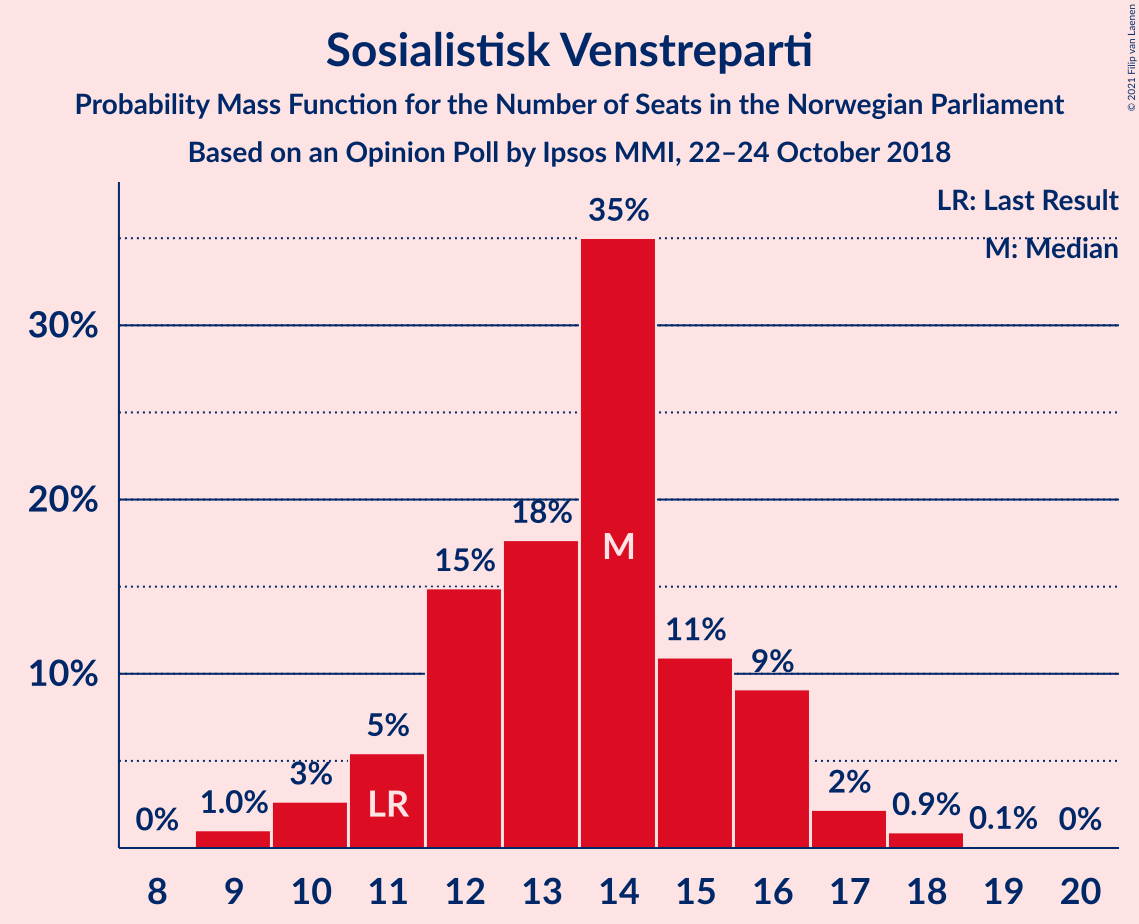 Sosialistisk Venstreparti
Probability Mass Function for the Number of Seats in the Norwegian Parliament
Based on an Opinion Poll by Ipsos MMI, 22–24 October 2018
© 2021 Filip van Laenen
LR: Last Result
M: Median
30%
20%
10%
0%
1.0%
3%
5%
15%
18%
35%
11%
9%
2%
0.9%
0.1%
0%
LR
M
8 9 10 11 12 13 14 15 16 17 18 19 20